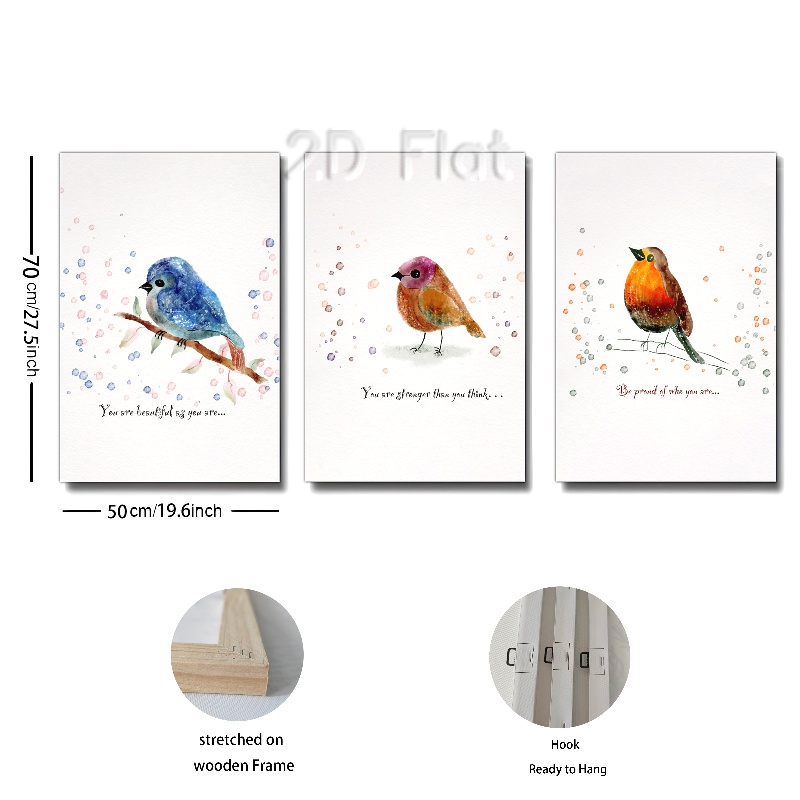 2D Flat
70 cm/27.5inch
You are beautiful as you are...
You are stronger than you think...
Be proud of who you are...
50cm/19.6inch
stretched on
wooden Frame
Hook
Ready to Hang